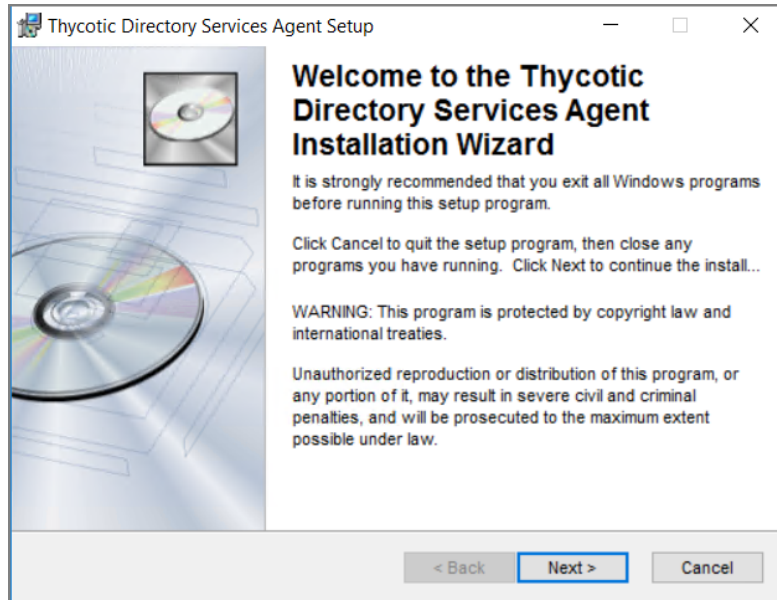 Thycotic Directory Services Agent Setup
Welcome to the Thycotic
Directory Services Agent
Installation Wizard
It is strongly recommended that you exit all Windows programs
before running this setup program.
Click Cancel to quit the setup program, then close any
programs you have running.  Click Next to continue the install...
WARNING: This program is protected by copyright law and
international treaties.
Unauthorized reproduction or distribution of this program, or
any portion of it, may result in severe civil and criminal
penalties, and will be prosecuted to the maximum extent
possible under law.
< Back Next > Cancel